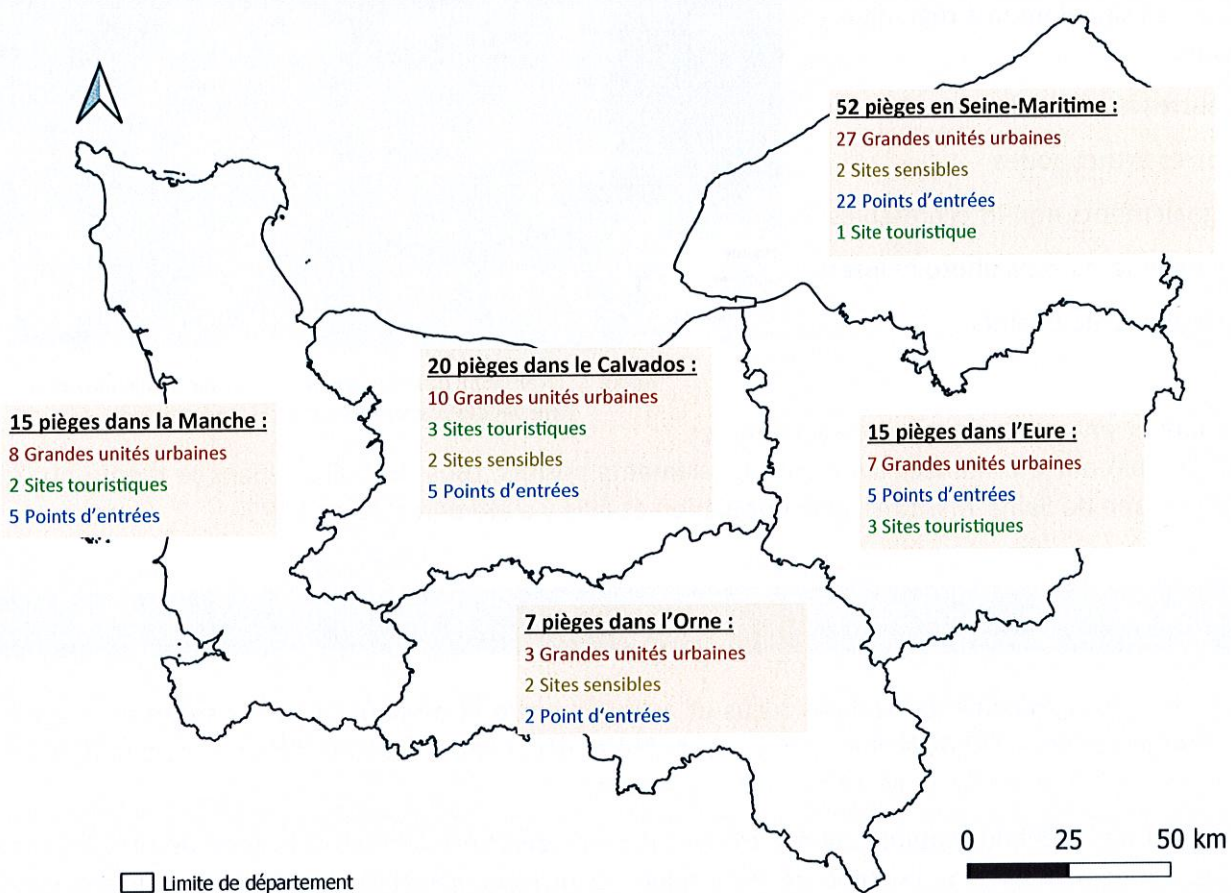 52 pièges en Seine-Maritime :
27 Grandes unités urbaines
2 Sites sensibles
22 Points d'entrées
1 Site touristique
20 pièges dans le Calvados :
10 Grandes unités urbaines
3 Sites touristiques
2 Sites sensibles
5 Points d'entrées
15 pièges dans la Manche :
8 Grandes unités urbaines
2 Sites touristiques
5 Points d'entrées
15 pièges dans l'Eure :
7 Grandes unités urbaines
5 Points d'entrées
3 Sites touristiques
7 pièges dans l'Orne :
3 Grandes unités urbaines
2 Sites sensibles
2 Point d'entrées
0 25 50 km
Limite de département